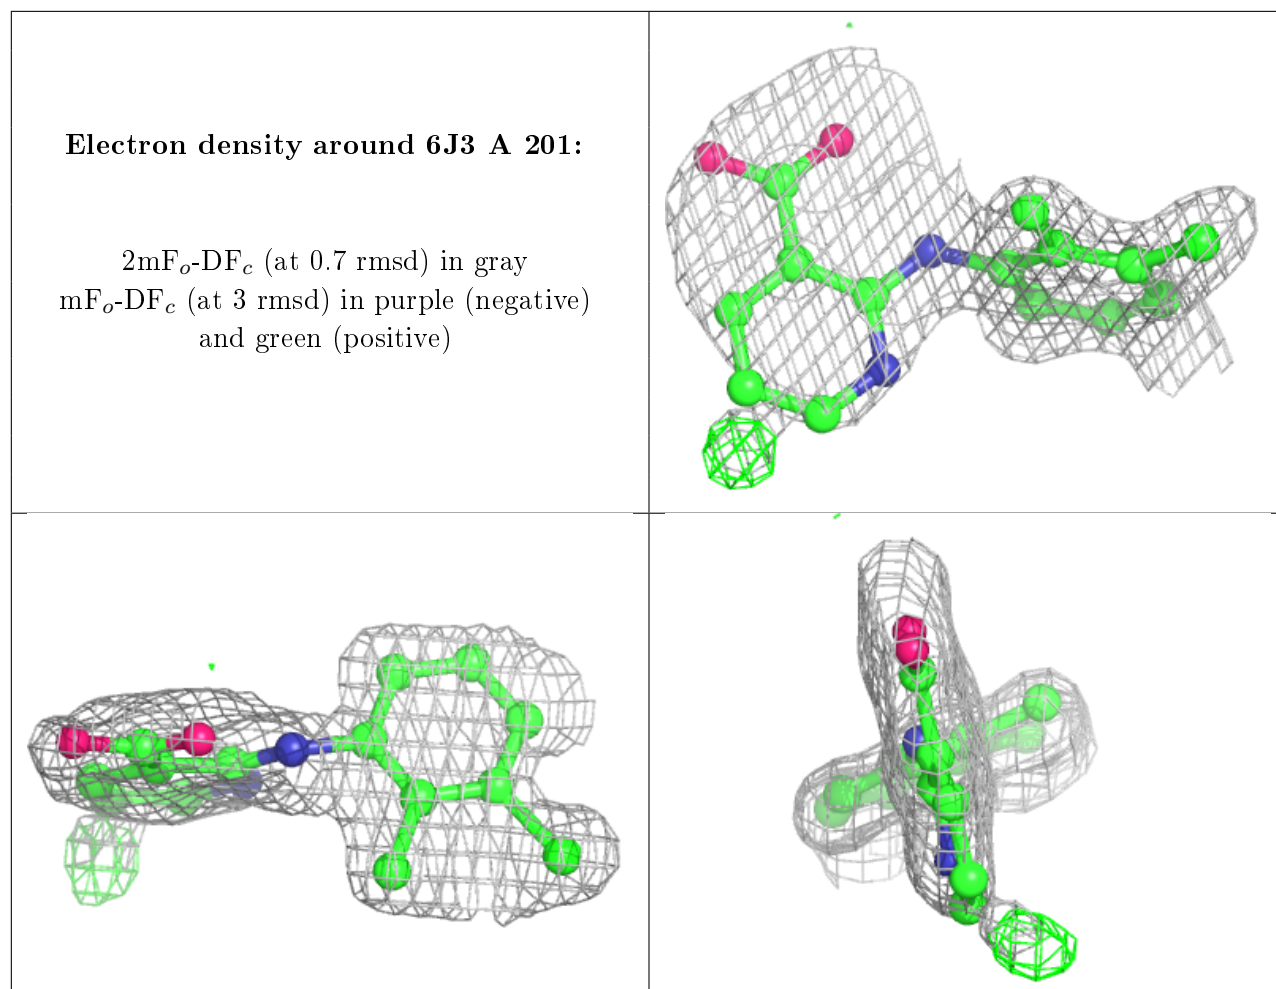 Electron density around 6J3 A 201:
2mFo-DFc (at 0.7 rmsd) in gray
mFo-DFc (at 3 rmsd) in purple (negative)
and green (positive)